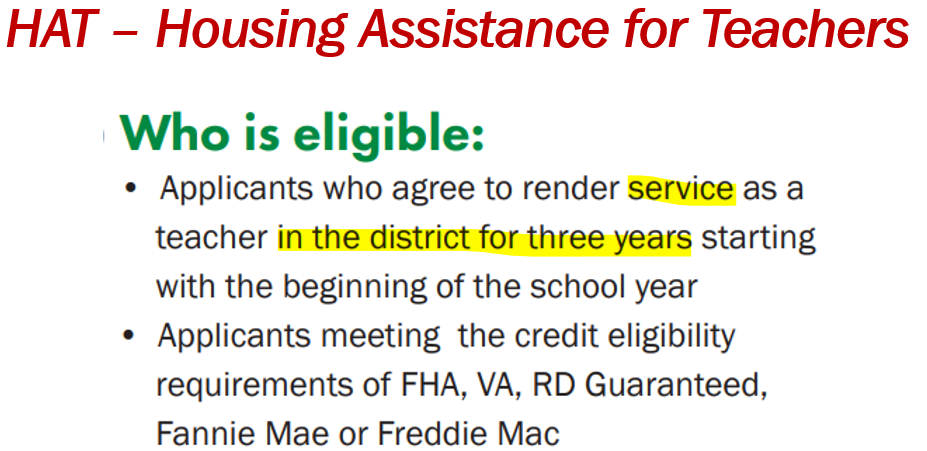 HAT – Housing Assistance for Teachers
Who is eligible:
• Applicants who agree to render service as a
teacher in the district for three years starting
with the beginning of the school year
• Applicants meeting the credit eligibility
requirements of FHA, VA, RD Guaranteed,
Fannie Mae or Freddie Mac